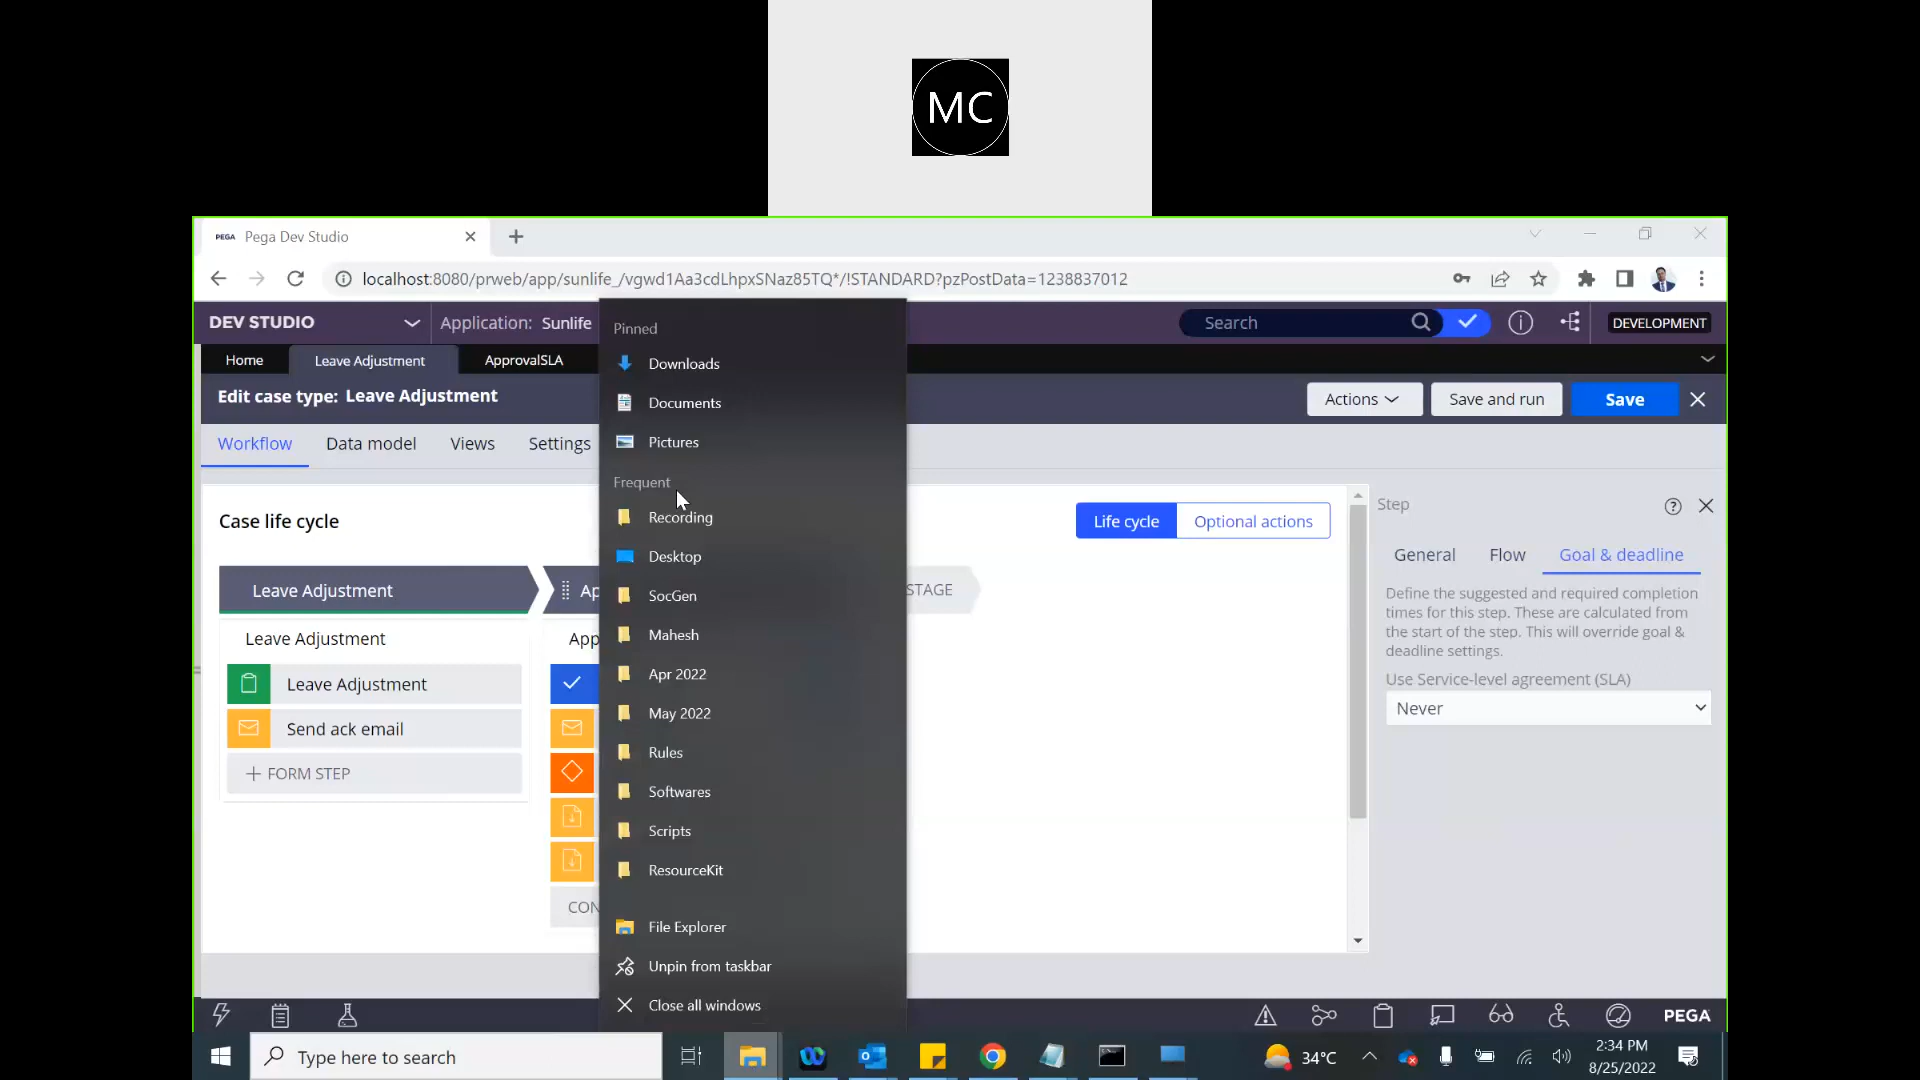 MC
PEGA Pega Dev Studio
localhost:8080/prweb/app/sunlife_/vgwd1Aa3cdLhpxSNaz85TQ*/!STANDARD?pzPostData=1238837012
DEV STUDIO Application: Sunlife Search DEVELOPMENT
Home Leave Adjustment ApprovalSLA
Edit case type: Leave Adjustment Actions Save and run Save
Workflow Data model Views Settings
Pinned
Downloads
Documents
Pictures
Frequent
Recording
Desktop
SocGen
Mahesh
Apr 2022
May 2022
Rules
Softwares
Scripts
ResourceKit
File Explorer
Unpin from taskbar
Close all windows
Case life cycle
Life cycle Optional actions
Leave Adjustment Ap STAGE
Leave Adjustment App
Leave Adjustment
Send ack email
FORM STEP
CON
Step
General Flow Goal & deadline
Define the suggested and required completion
times for this step. These are calculated from
the start of the step. This will override goal &
deadline settings.
Use Service-level agreement (SLA)
Never
PEGA
Type here to search
34°C
2:34 PM
8/25/2022